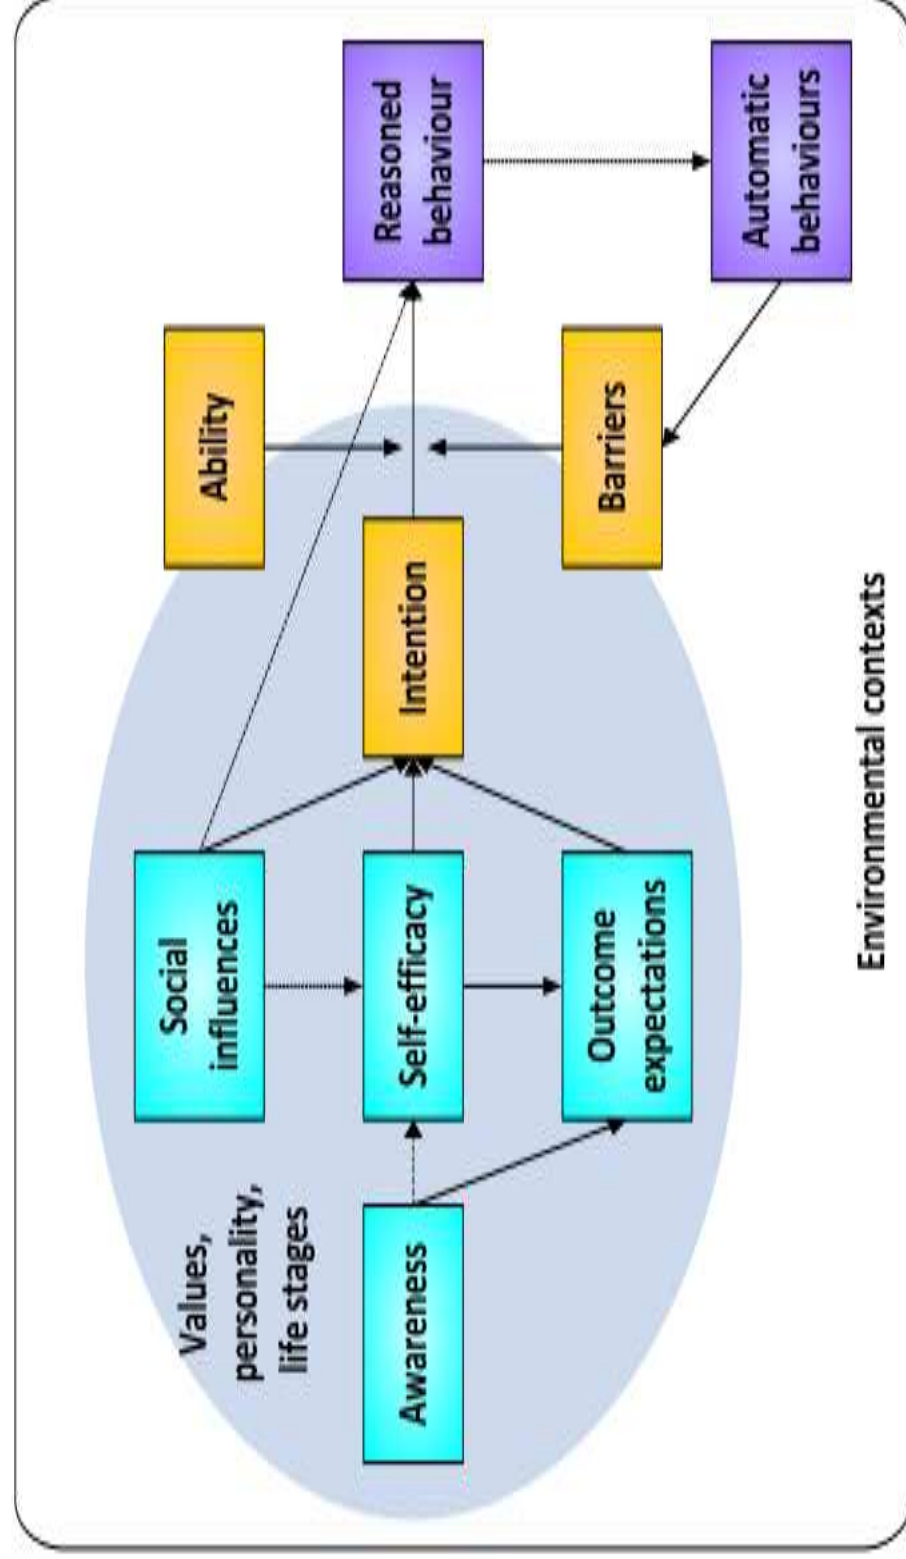 Values,
personality,
life stages
Awareness
Social
influences
Self-efficacy
Outcome
expectations
Intention
Ability
Barriers
Reasoned
behaviour
Automatic
behaviours
Environmental contexts